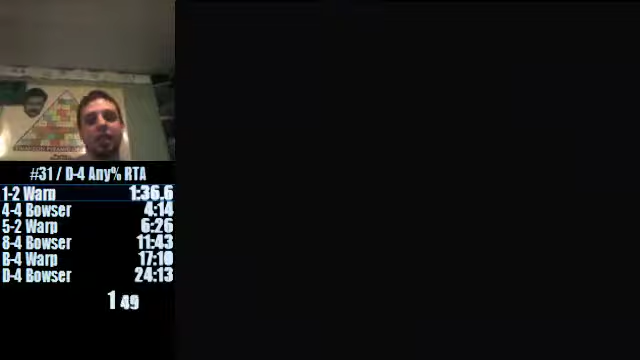 #31 / D-4 Any% RTA
1-2 Warp 1:36.6
4-4 Bowser 4:14
5-2 Warp 6:26
8-4 Bowser 11:43
B-4 Warp 17:10
D-4 Bowser 24:13
1 49